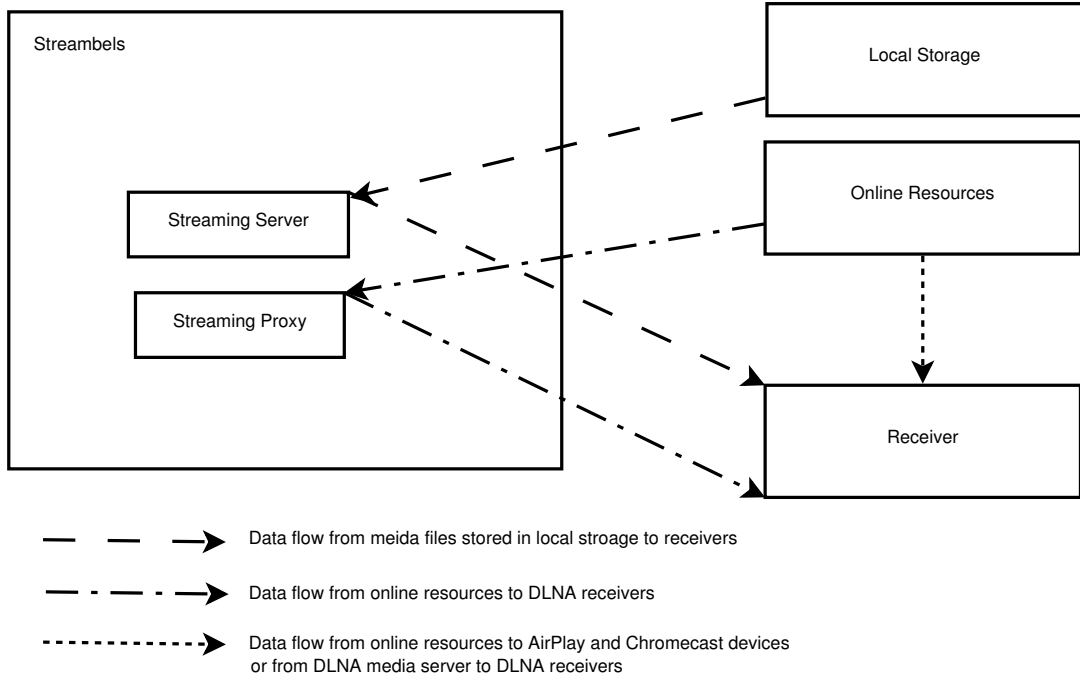 Streambels
Local Storage
Online Resources
Streaming Server
Streaming Proxy
Receiver
Data flow from meida files stored in local stroage to receivers
Data flow from online resources to DLNA receivers
Data flow from online resources to AirPlay and Chromecast devices
or from DLNA media server to DLNA receivers